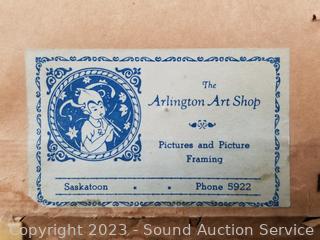 The
Arlington Art Shop
Pictures and Picture
Framing
Saskatoon • • Phone 5922
Copyright 2023 - Sound Auction Service